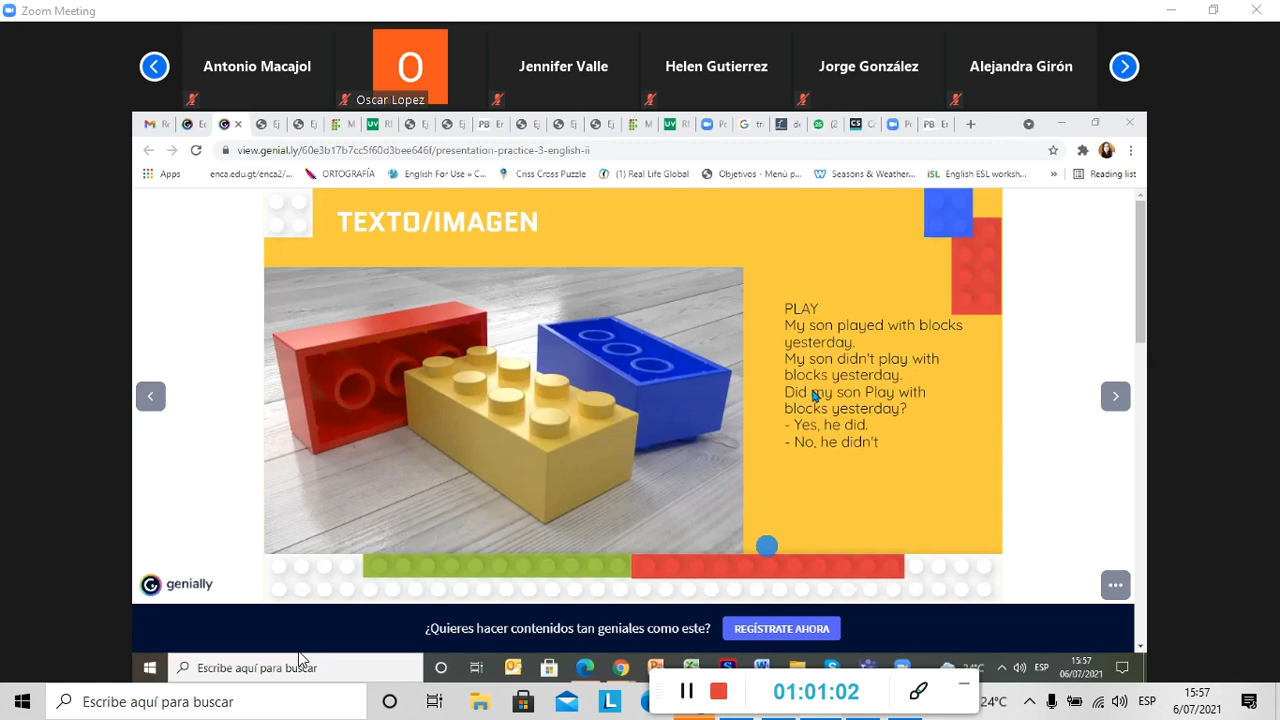 Zoom Meeting
Antonio Macajol
O
Oscar Lopez
Jennifer Valle
Helen Gutierrez
Jorge González
Alejandra Girón
view.genial.ly/60e3b17b7cc5f60d3bee646f/presentation-practice-3-english-ii
Apps
enca.edu.gt/enca2/...
ORTOGRAFÍA
English For Use » C...
Criss Cross Puzzle
(1) Real Life Global
Objetivos - Menú p...
Seasons & Weather...
English ESL worksh...
»
Reading list
TEXTO/IMAGEN
PLAY
My son played with blocks
yesterday.
My son didn't play with
blocks yesterday.
Did my son Play with
blocks yesterday?
- Yes, he did.
- No, he didn't
genially
¿Quieres hacer contenidos tan geniales como este?
REGÍSTRATE AHORA
Escribe aquí para buscar
ESP
15:57
06/07/2021
01:01:02
Escribe aquí para buscar
24°C
ESP
15:57
6/07/2021